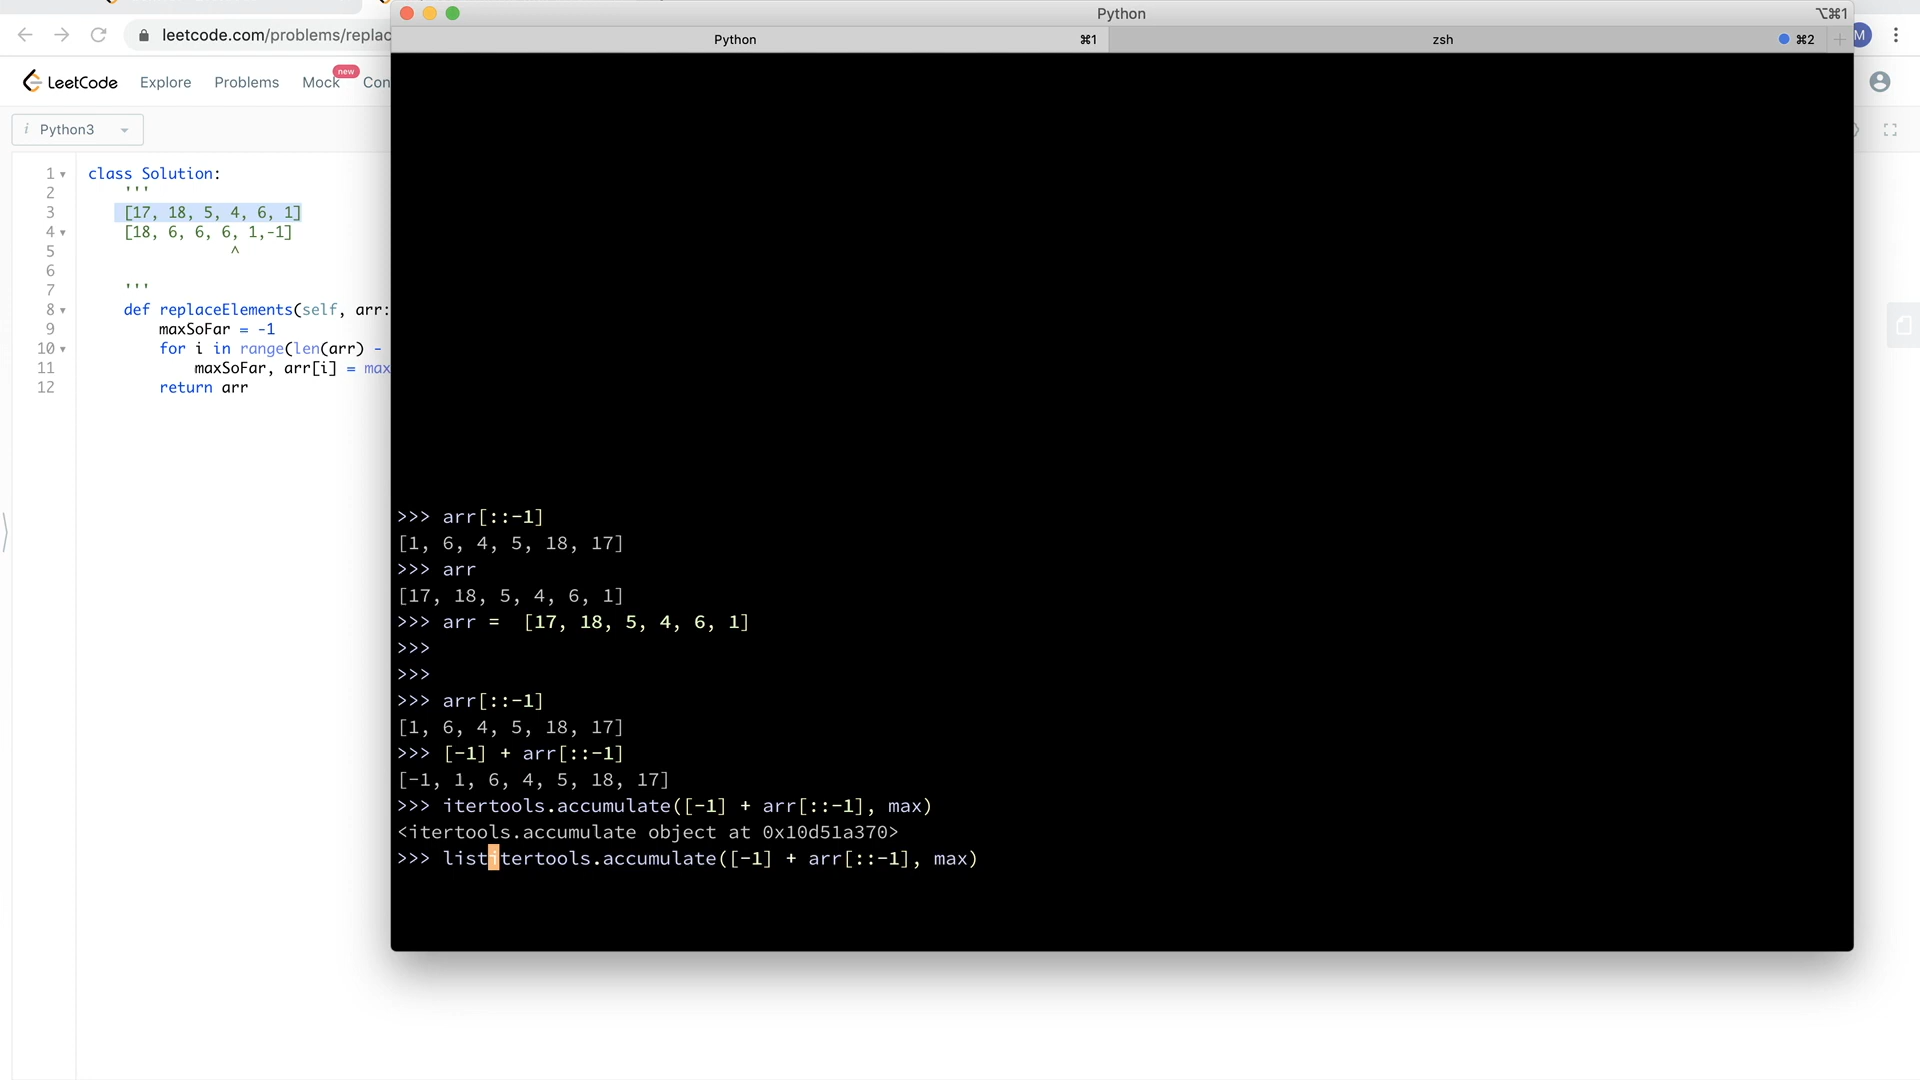 Python
⌥⌘1
Python ⌘1
zsh ⌘2
leetcode.com/problems/replac
M
LeetCode Explore Problems Mock new Con
i Python3
1 class Solution:
2 '''
3 [17, 18, 5, 4, 6, 1]
4 [18, 6, 6, 6, 1,-1]
5 ^
6
7 '''
8 def replaceElements(self, arr:
9 maxSoFar = -1
10 for i in range(len(arr) -
11 maxSoFar, arr[i] = max
12 return arr
>>> arr[::-1]
[1, 6, 4, 5, 18, 17]
>>> arr
[17, 18, 5, 4, 6, 1]
>>> arr =  [17, 18, 5, 4, 6, 1]
>>>
>>>
>>> arr[::-1]
[1, 6, 4, 5, 18, 17]
>>> [-1] + arr[::-1]
[-1, 1, 6, 4, 5, 18, 17]
>>> itertools.accumulate([-1] + arr[::-1], max)
<itertools.accumulate object at 0x10d51a370>
>>> listitertools.accumulate([-1] + arr[::-1], max)